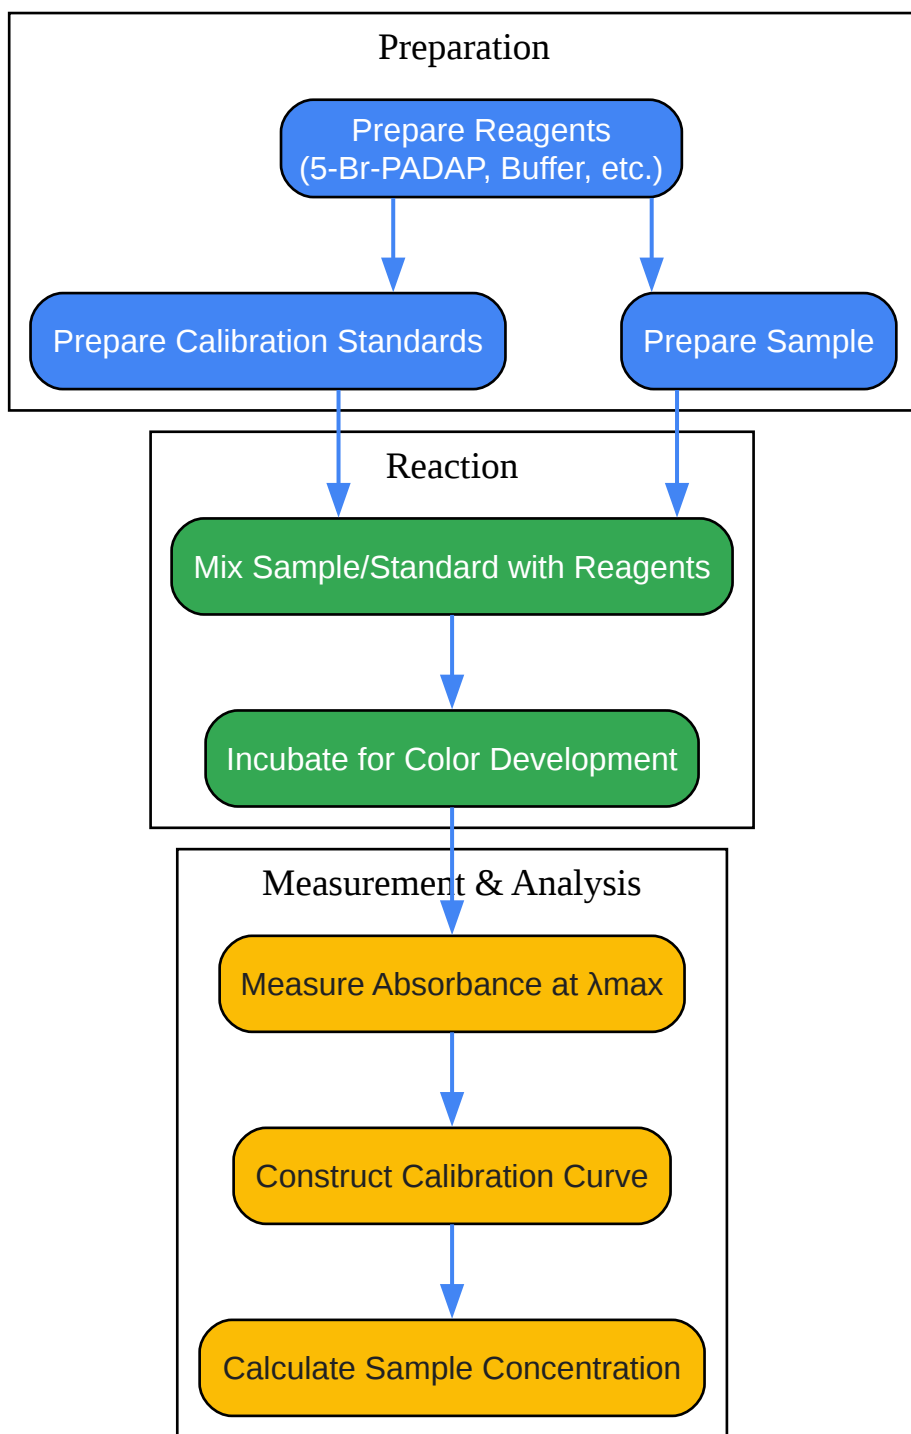 Preparation
Prepare Reagents
(5-Br-PADAP, Buffer, etc.)
Prepare Calibration Standards
Prepare Sample
Reaction
Mix Sample/Standard with Reagents
Incubate for Color Development
Measurement & Analysis
Measure Absorbance at λmax
Construct Calibration Curve
Calculate Sample Concentration